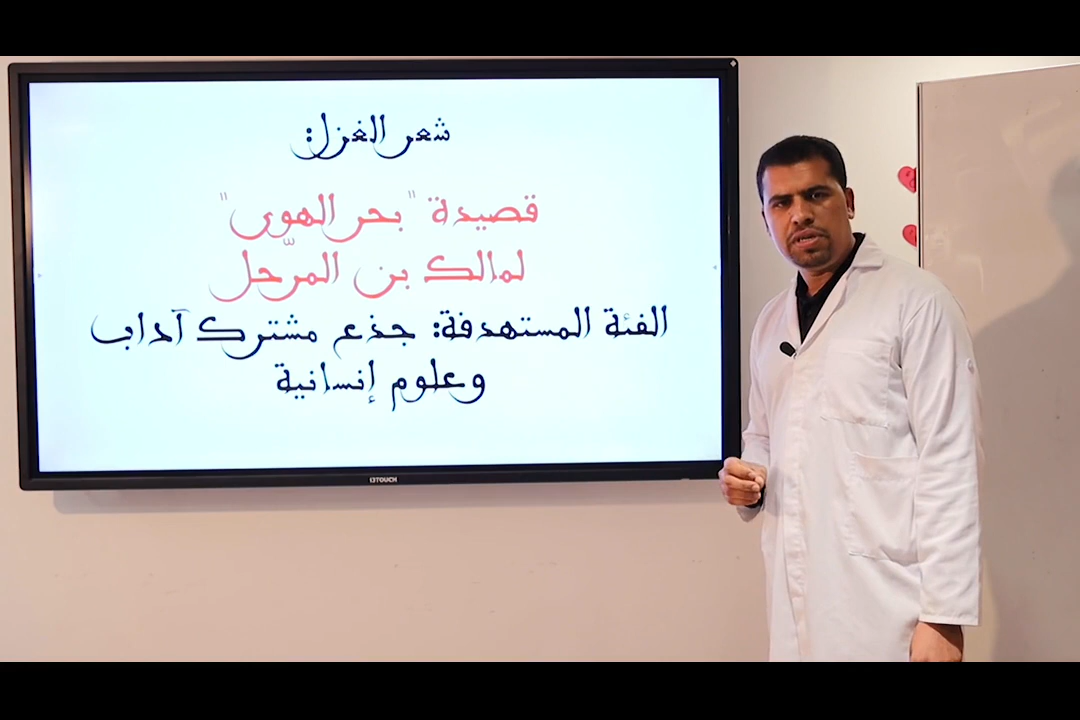 شعر الغزل:
قصيدة "بحر الهوى"
لمالك بن المرّحل
الفئة المستهدفة: جذع مشترك آداب
وعلوم إنسانية
i3TOUCH